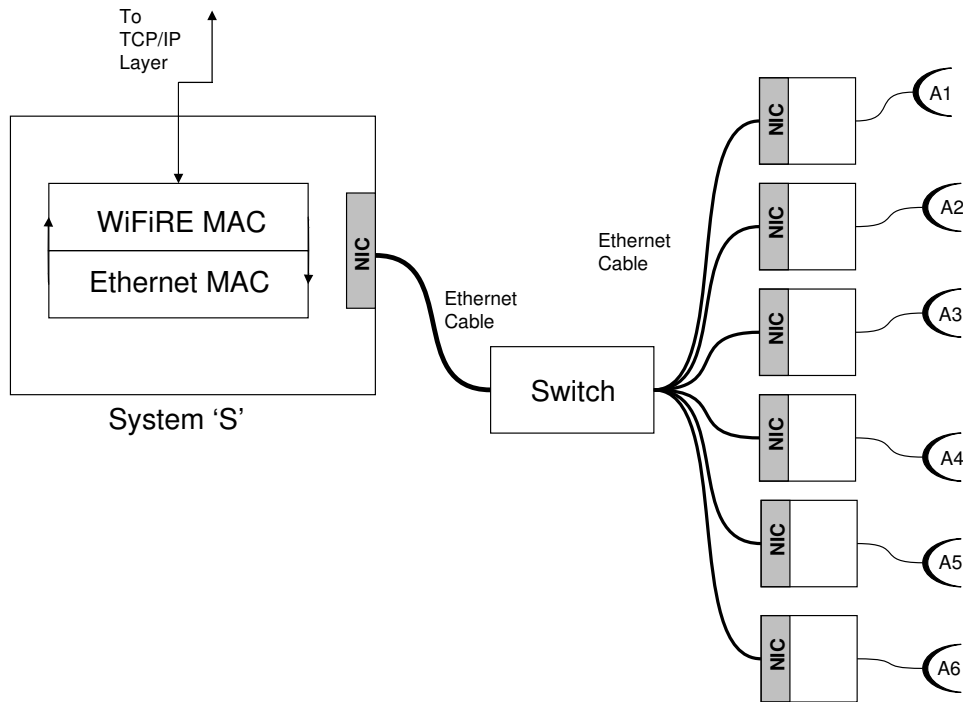 To
TCP/IP
Layer
WiFiRE MAC
Ethernet MAC
NIC
System ‘S’
Ethernet
Cable
Switch
Ethernet
Cable
NIC
A1
NIC
A2
NIC
A3
NIC
A4
NIC
A5
NIC
A6